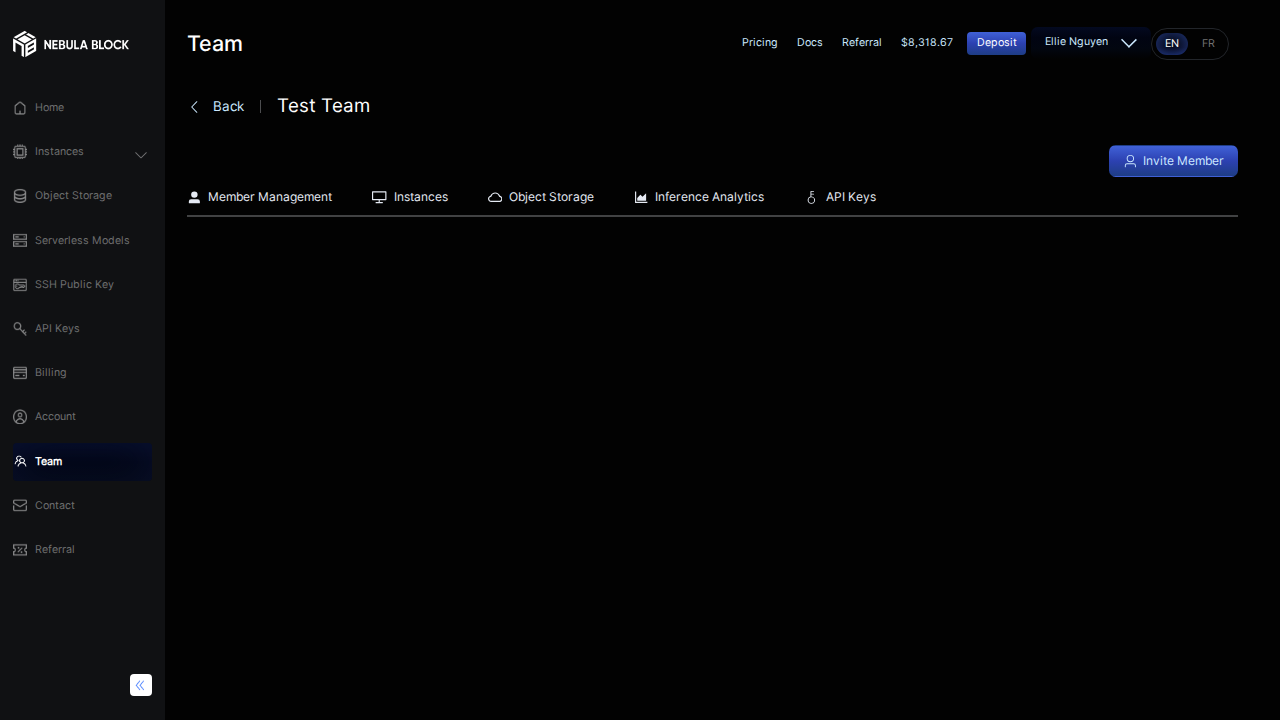 NEBULA BLOCK
Team
Pricing
Docs
Referral
$8,318.67
Deposit
Ellie Nguyen
EN
FR
Home
Instances
Object Storage
Serverless Models
SSH Public Key
API Keys
Billing
Account
Team
Contact
Referral
Back
Test Team
Invite Member
Member Management
Instances
Object Storage
Inference Analytics
API Keys